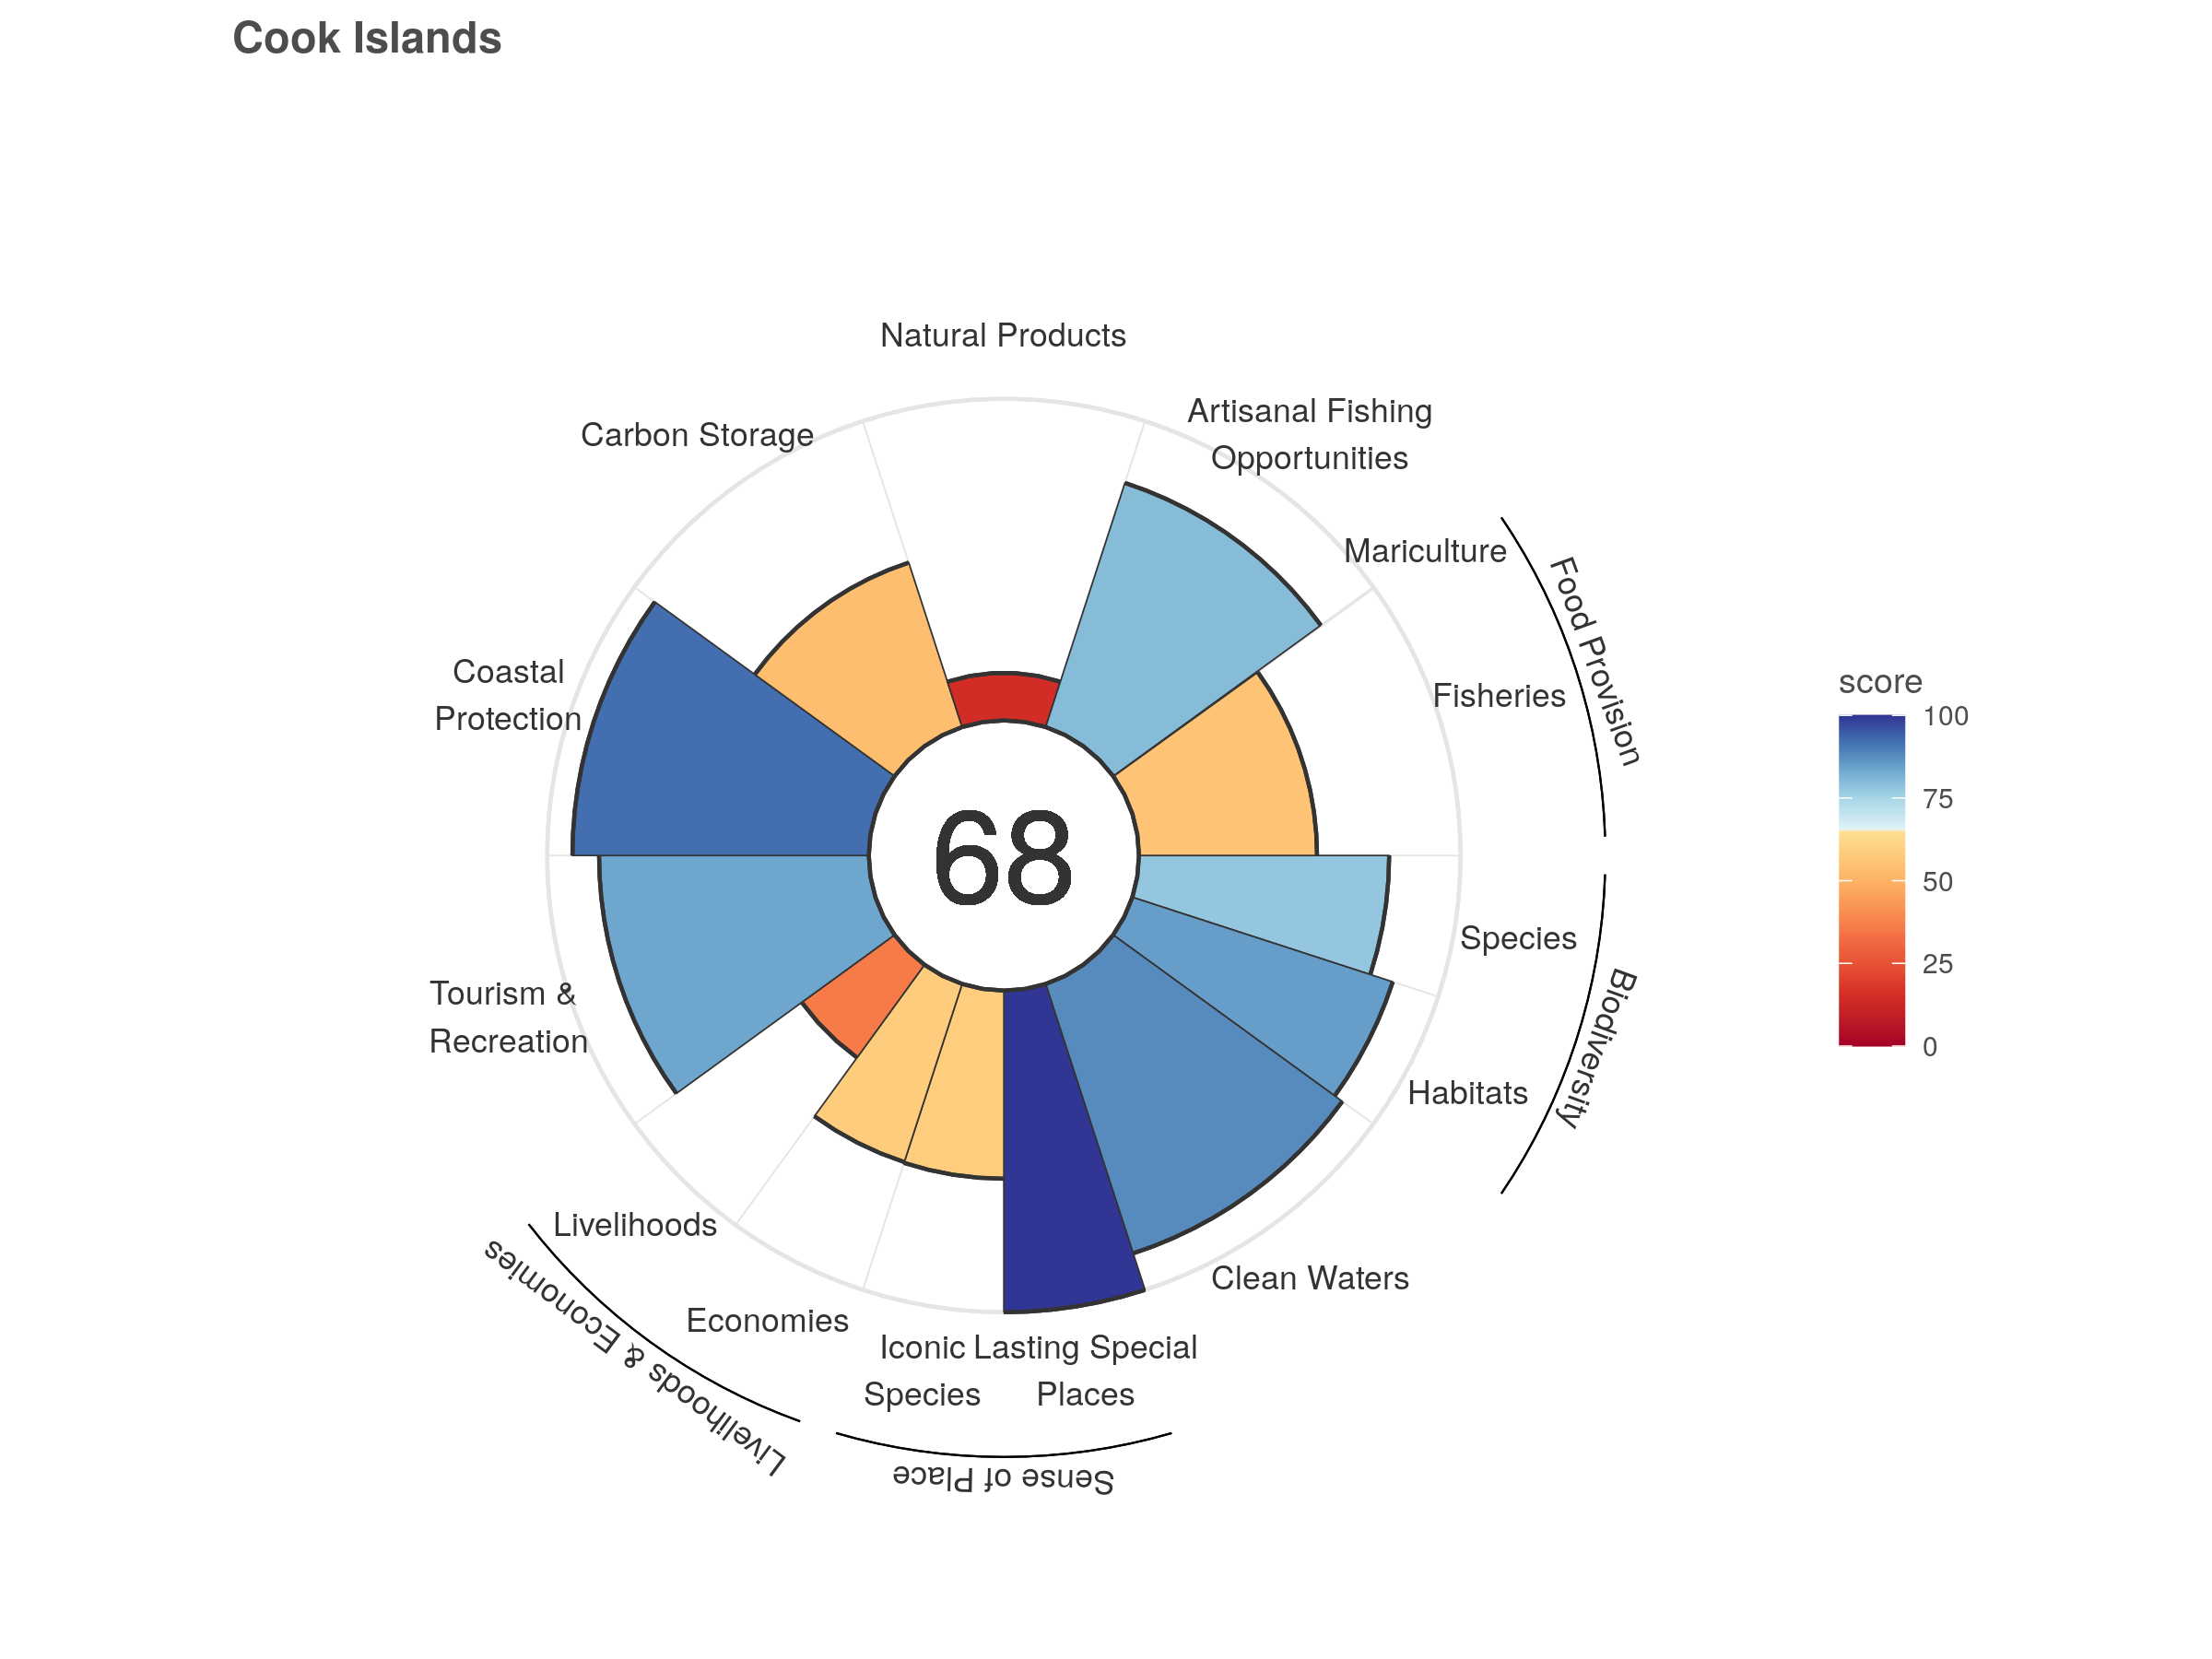 Cook Islands
Natural Products
Artisanal Fishing
Opportunities
Carbon Storage
Mariculture
Food Provision
Fisheries
Coastal
Protection
68
score
100
75
50
25
0
Species
Biodiversity
Habitats
Tourism &
Recreation
Livelihoods
Livelihoods & Economies
Economies
Clean Waters
Iconic
Species
Lasting Special
Places
Sense of Place